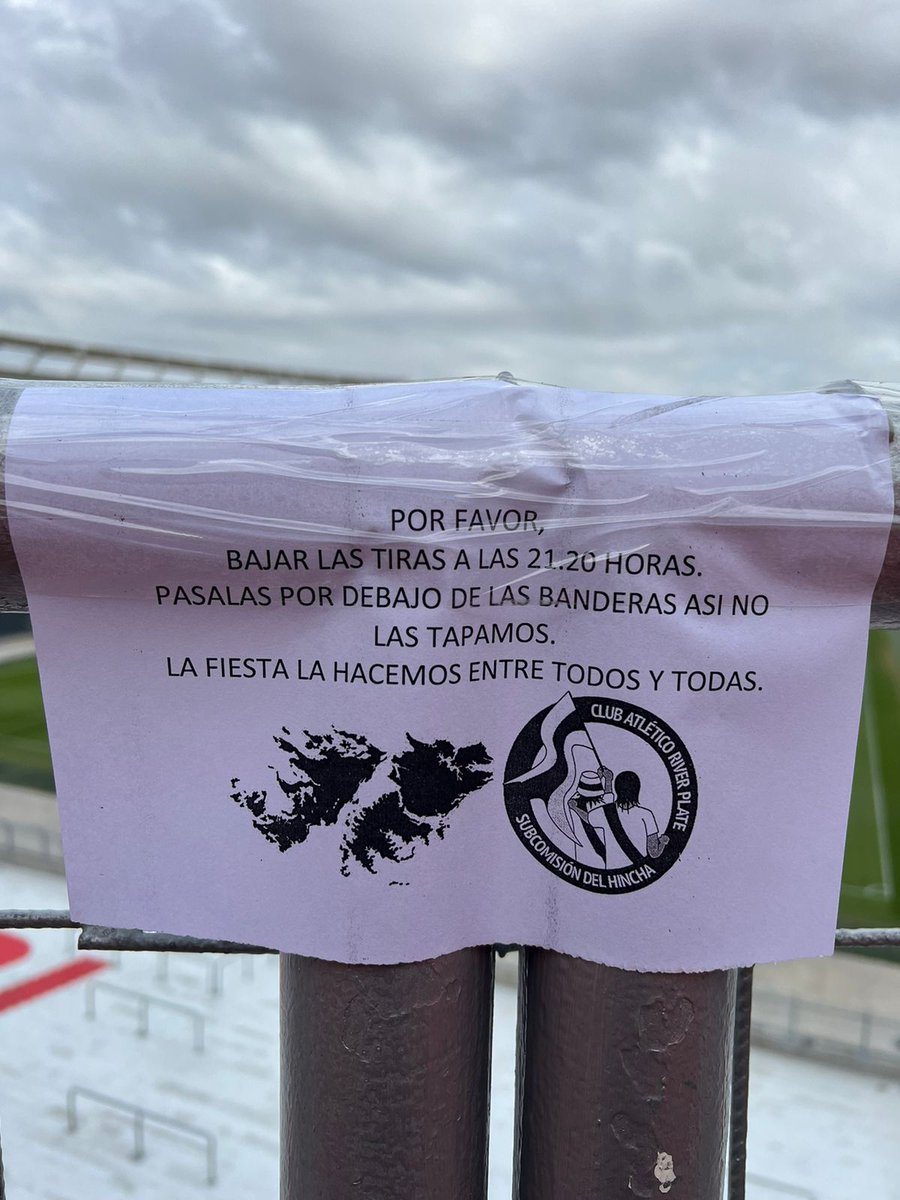 POR FAVOR,
BAJAR LAS TIRAS A LAS 21.20 HORAS.
PASALAS POR DEBAJO DE LAS BANDERAS ASI NO
LAS TAPAMOS.
LA FIESTA LA HACEMOS ENTRE TODOS Y TODAS.
CLUB ATLÉTICO RIVER PLATE
SUBCOMISIÓN DEL HINCHA